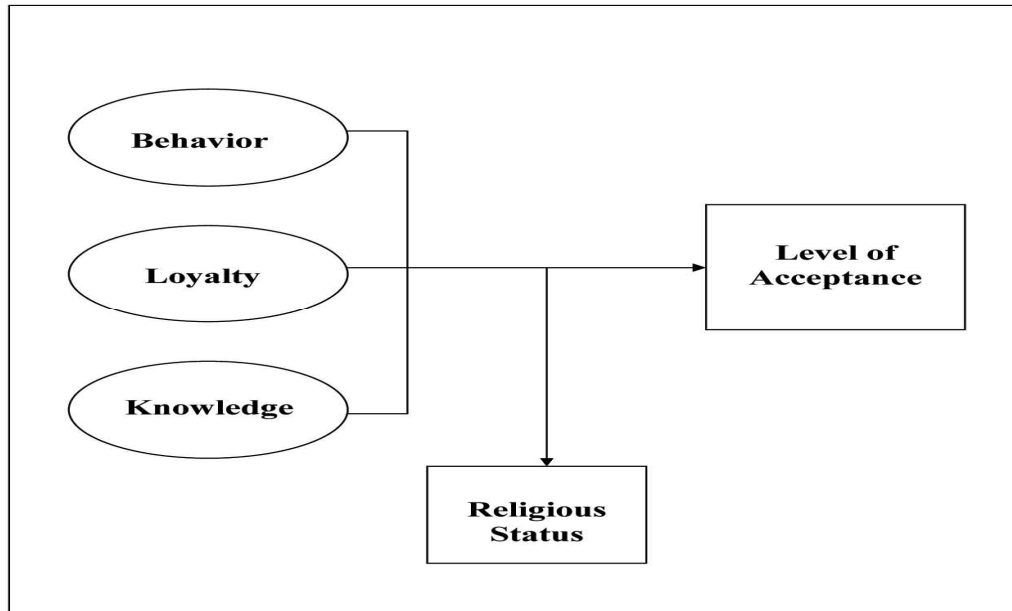 Behavior
Loyalty
Knowledge
Level of
Acceptance
Religious
Status